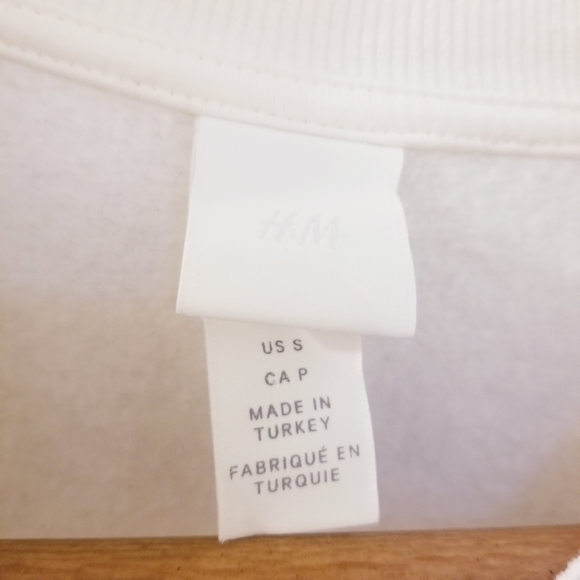 H&M
US S
CA P
MADE IN
TURKEY
FABRIQUÉ EN
TURQUIE